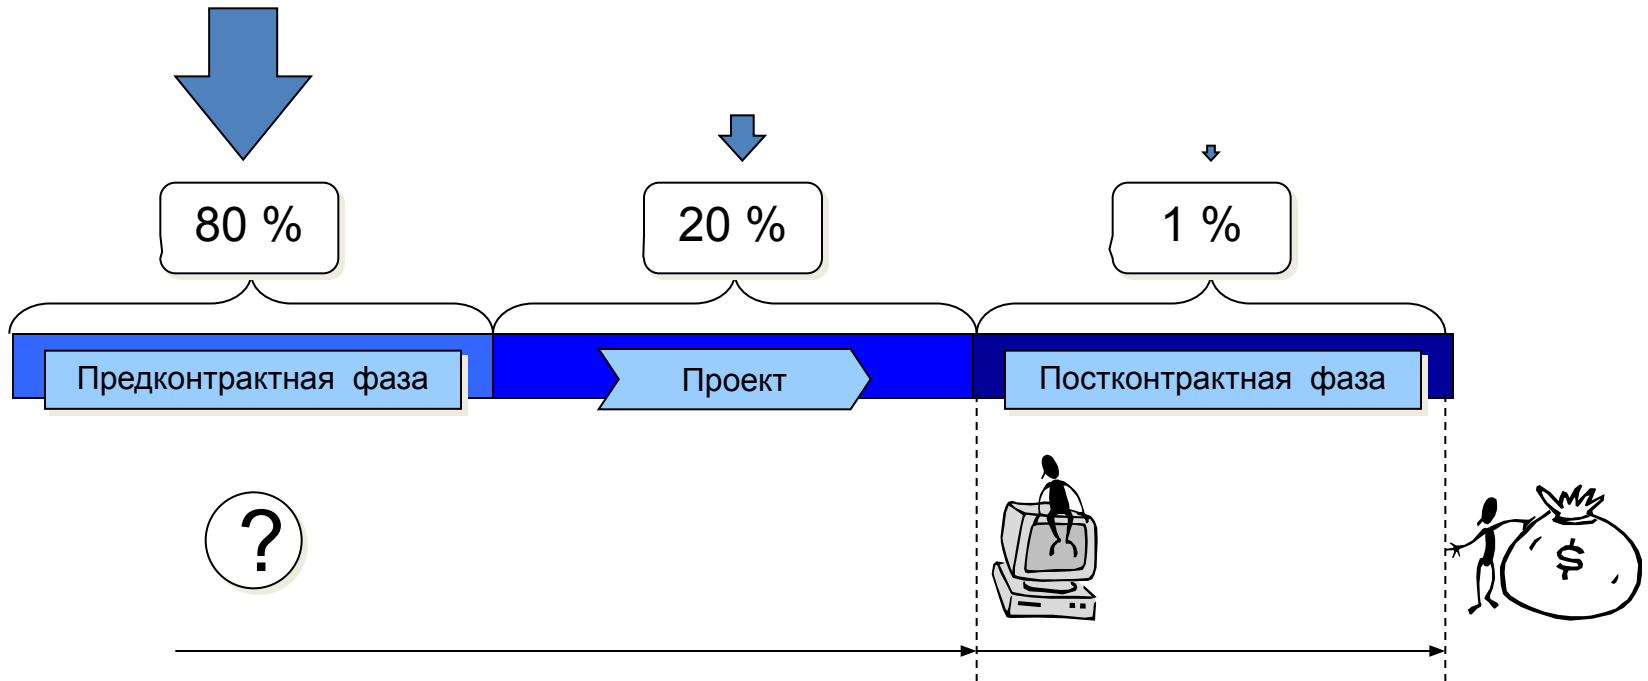 80 %
20 %
1 %
Предконтрактная фаза
Проект
Постконтрактная фаза
?
$